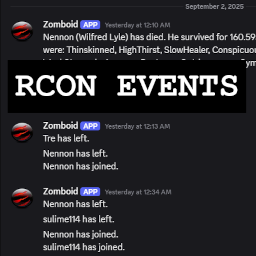 September 2, 2025
Zomboid APP Yesterday at 12:10 AM
Nennon (Wilfred Lyle) has died. He survived for 160.59
were: Thinskinned, HighThirst, SlowHealer, Conspicuou
RCON EVENTS
Zomboid APP Yesterday at 12:13 AM
Tre has left.
Nennon has left.
Nennon has joined.
Zomboid APP Yesterday at 12:34 AM
Nennon has left.
sulime114 has left.
Nennon has joined.
sulime114 has joined.